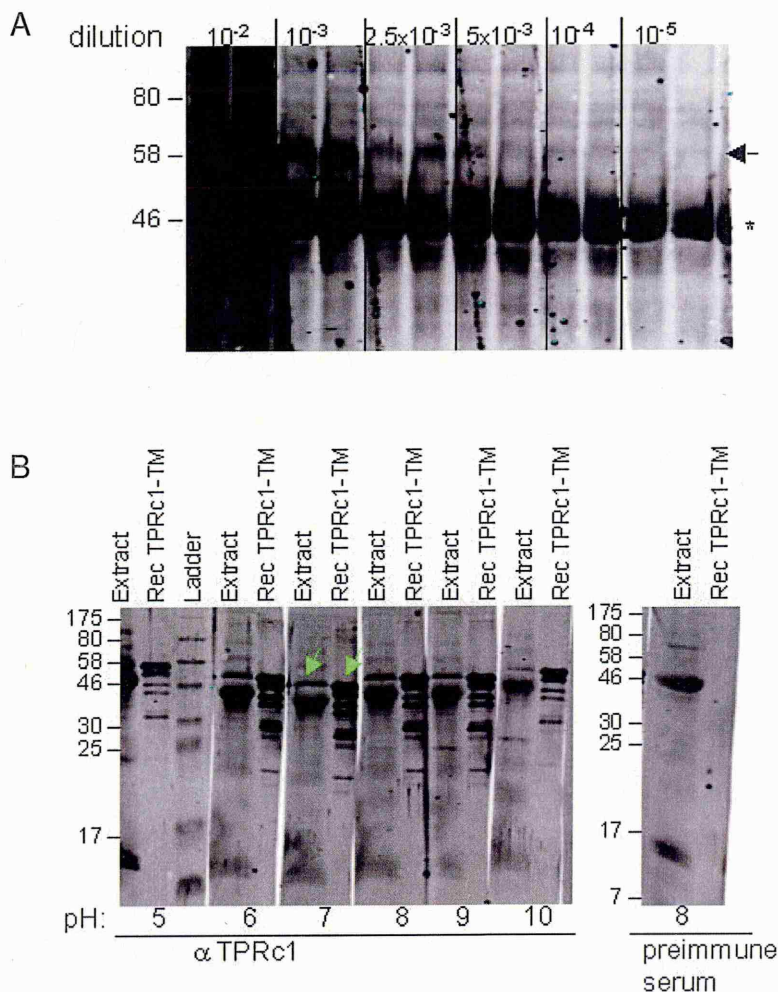 A
dilution 10-2 10-3 2.5x10-3 5x10-3 10-4 10-5
80
58
46
*
B
Extract Rec TPRc1-TM Ladder Extract Rec TPRc1-TM Extract Rec TPRc1-TM Extract Rec TPRc1-TM Extract Rec TPRc1-TM Extract Rec TPRc1-TM Extract Rec TPRc1-TM
175 175
80 80
58 58
46 46
30 30
25 25
17 17
7
pH: 5 6 7 8 9 10 8
α TPRc1 preimmune
serum